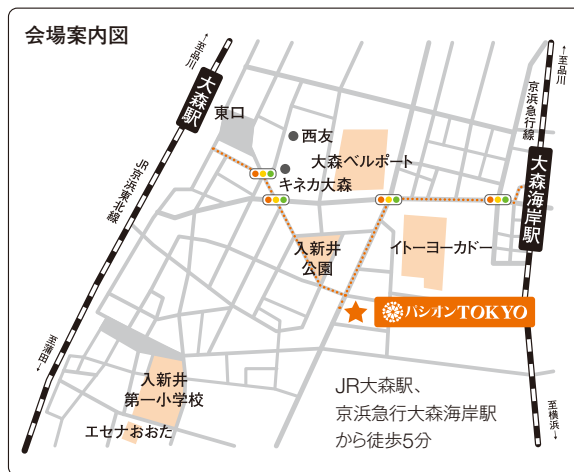 会場案内図
←至品川
大森駅
東口
西友
大森ベルポート
キネカ大森
JR京浜東北線
←至品川
京浜急行線
大森海岸駅
入新井
公園
イトーヨーカドー
パシオンTOKYO
至蒲田→
入新井
第一小学校
エセナおおた
JR大森駅、
京浜急行大森海岸駅
から徒歩5分
至横浜→